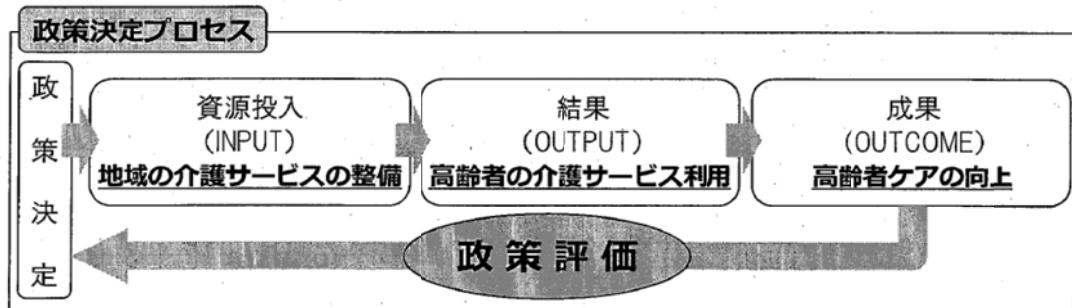 政策決定プロセス
政策決定
資源投入
(INPUT)
地域の介護サービスの整備
結果
(OUTPUT)
高齢者の介護サービス利用
成果
(OUTCOME)
高齢者ケアの向上
政策評価